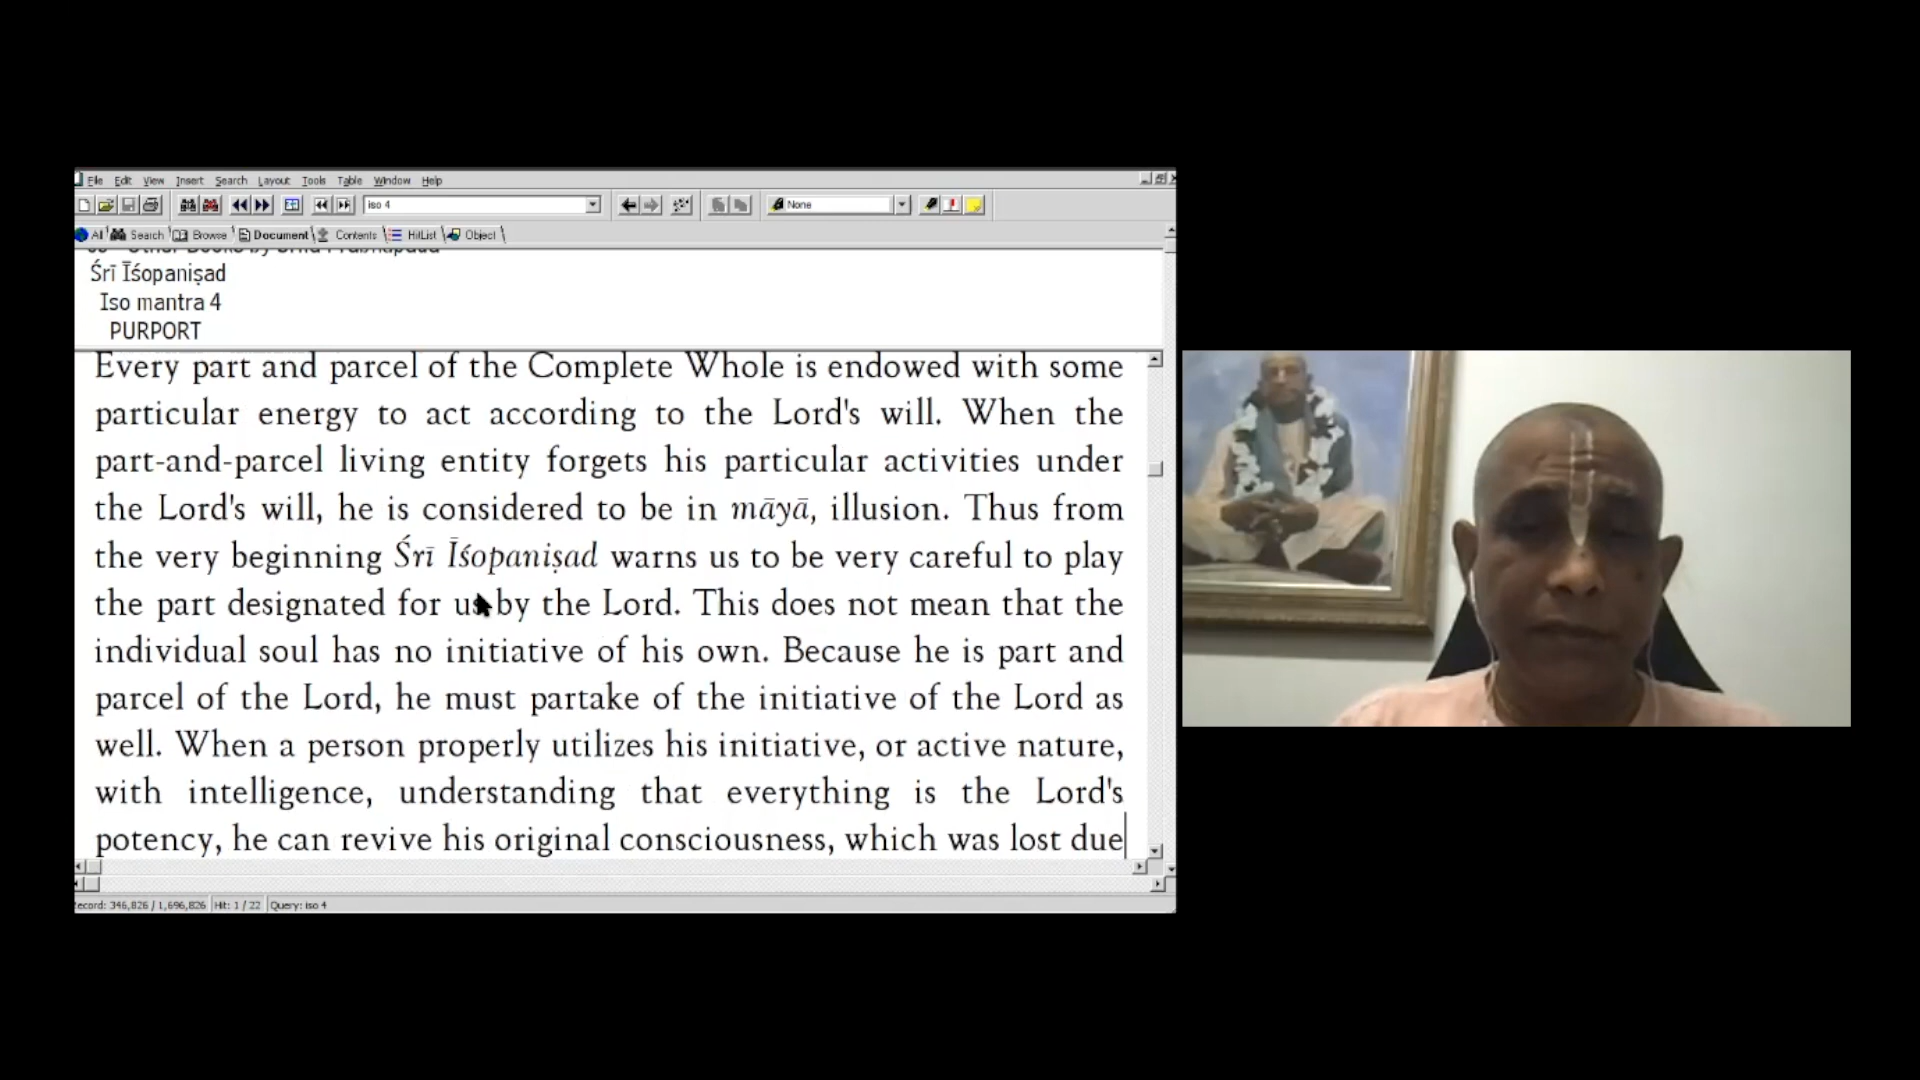 File Edit View Insert Search Layout Tools Table Window Help
iso 4 None
All Search Browse Document Contents HitList Object
Other Books by Srila Prabhupada
Śrī Īśopaniṣad
Iso mantra 4
PURPORT
Every part and parcel of the Complete Whole is endowed with some
particular energy to act according to the Lord's will. When the
part-and-parcel living entity forgets his particular activities under
the Lord's will, he is considered to be in māyā, illusion. Thus from
the very beginning Śrī Īśopaniṣad warns us to be very careful to play
the part designated for us by the Lord. This does not mean that the
individual soul has no initiative of his own. Because he is part and
parcel of the Lord, he must partake of the initiative of the Lord as
well. When a person properly utilizes his initiative, or active nature,
with intelligence, understanding that everything is the Lord's
potency, he can revive his original consciousness, which was lost due
ecord: 346,826 / 1,696,826 Hit: 1 / 22 Query: iso 4